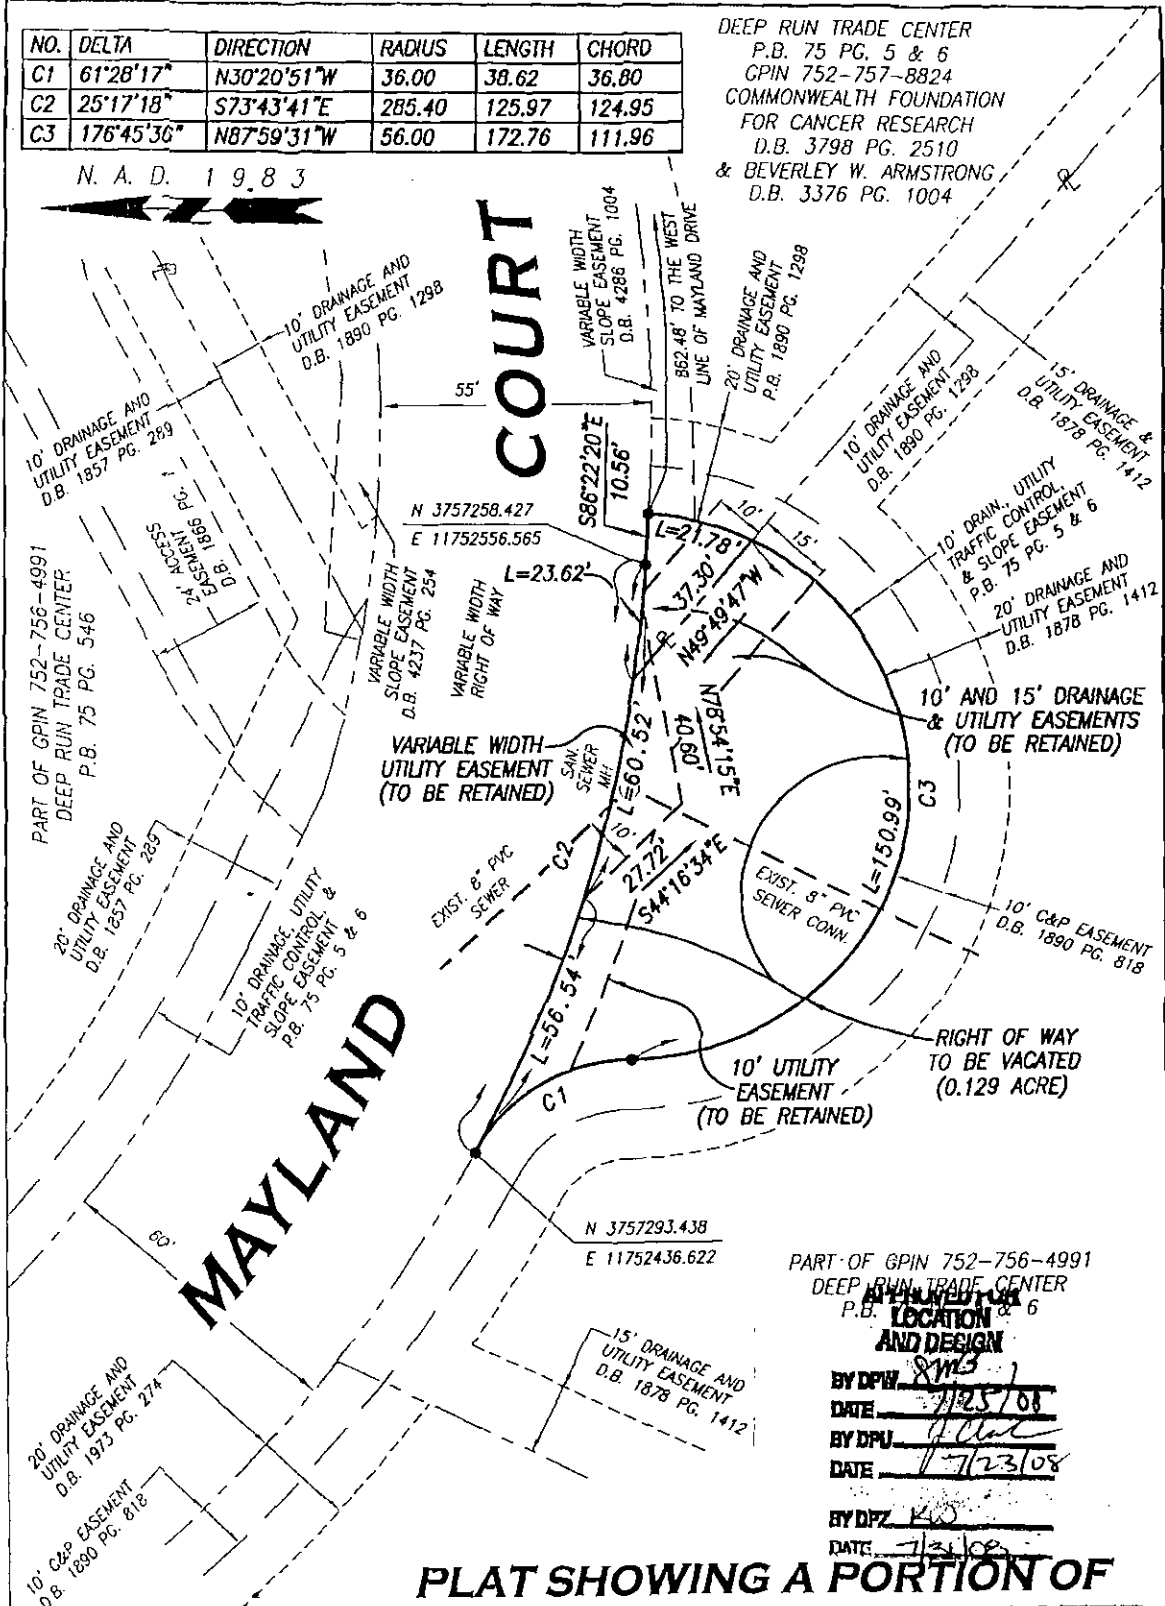 NO. DELTA DIRECTION RADIUS LENGTH CHORD
C1 61°28'17" N30°20'51"W 36.00 38.62 36.80
C2 25°17'18" S73°43'41"E 285.40 125.97 124.95
C3 176°45'36" N87°59'31"W 56.00 172.76 111.96
DEEP RUN TRADE CENTER
P.B. 75 PG. 5 & 6
GPIN 752-757-8824
COMMONWEALTH FOUNDATION
FOR CANCER RESEARCH
D.B. 3798 PG. 2510
& BEVERLEY W. ARMSTRONG
D.B. 3376 PG. 1004
N. A. D. 1983
COURT
VARIABLE WIDTH
SLOPE EASEMENT
D.B. 4286 PG. 1004
862.48' TO THE WEST
LINE OF MAYLAND DRIVE
20' DRAINAGE AND
UTILITY EASEMENT
P.B. 1890 PG. 1298
10' DRAINAGE AND
UTILITY EASEMENT
D.B. 1890 PG. 1298
55'
10' DRAINAGE AND
UTILITY EASEMENT
D.B. 1857 PG. 289
24' ACCESS
EASEMENT
D.B. 1896 PG. 1
10' DRAINAGE AND
UTILITY EASEMENT
D.B. 1890 PG. 1298
15' DRAINAGE &
UTILITY EASEMENT
D.B. 1878 PG. 1412
10' DRAIN., UTILITY
TRAFFIC CONTROL,
& SLOPE EASEMENT
P.B. 75 PG. 5 & 6
20' DRAINAGE AND
UTILITY EASEMENT
D.B. 1878 PG. 1412
S86°22'20"E
10.56'
N 3757258.427
E 11752556.565
L=23.62'
L=21.78'
10'
15'
37.30'
N49°49'47"W
PART OF GPIN 752-756-4991
DEEP RUN TRADE CENTER
P.B. 75 PG. 546
VARIABLE WIDTH
SLOPE EASEMENT
D.B. 4237 PG. 254
VARIABLE WIDTH
RIGHT OF WAY
N78°54'15"E
40.60'
10' AND 15' DRAINAGE
& UTILITY EASEMENTS
(TO BE RETAINED)
VARIABLE WIDTH
UTILITY EASEMENT
(TO BE RETAINED)
SAN.
SEWER
MH
L=60.52'
C3
L=150.99'
10'
27.72'
S44°16'34"E
C2
EXIST. 8" PVC
SEWER
EXIST. 8" PVC
SEWER CONN.
20' DRAINAGE AND
UTILITY EASEMENT
D.B. 1857 PG. 289
10' DRAINAGE, UTILITY
TRAFFIC CONTROL &
SLOPE EASEMENT
P.B. 75 PG. 5 & 6
10' C&P EASEMENT
D.B. 1890 PG. 818
L=56.54'
C1
10' UTILITY
EASEMENT
(TO BE RETAINED)
RIGHT OF WAY
TO BE VACATED
(0.129 ACRE)
MAYLAND
60'
N 3757293.438
E 11752436.622
15' DRAINAGE AND
UTILITY EASEMENT
D.B. 1878 PG. 1412
20' DRAINAGE AND
UTILITY EASEMENT
D.B. 1973 PG. 274
10' C&P EASEMENT
D.B. 1890 PG. 818
PART OF GPIN 752-756-4991
DEEP RUN TRADE CENTER
P.B. & 6
APPROVED FOR
LOCATION
AND DESIGN
BY DPW
DATE 7/25/08
BY DPU
DATE 7/23/08
BY DPZ KW
DATE 7/31/08
PLAT SHOWING A PORTION OF